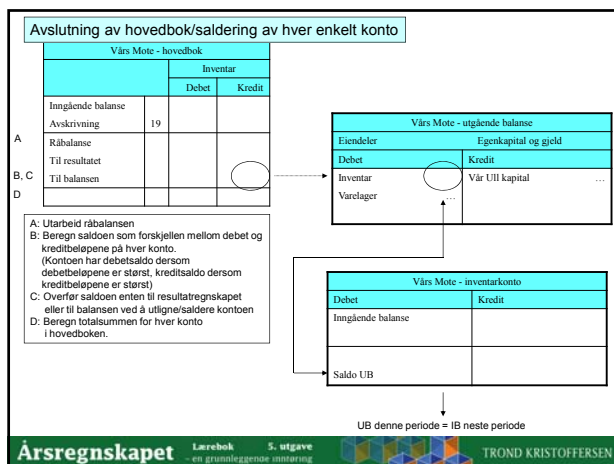 Avslutning av hovedbok/saldering av hver enkelt konto
Vårs Mote - hovedbok
Inventar
Debet Kredit
Inngående balanse
Avskrivning 19
A Råbalanse
Til resultatet
B, C Til balansen
D
Vårs Mote - utgående balanse
Eiendeler Egenkapital og gjeld
Debet Kredit
Inventar Vår Ull kapital …
Varelager …
A: Utarbeid råbalansen
B: Beregn saldoen som forskjellen mellom debet og
kreditbeløpene på hver konto.
(Kontoen har debetsaldo dersom
debetbeløpene er størst, kreditsaldo dersom
kreditbeløpene er størst)
C: Overfør saldoen enten til resultatregnskapet
eller til balansen ved å utligne/saldere kontoen
D: Beregn totalsummen for hver konto
i hovedboken.
Vårs Mote - inventarkonto
Debet Kredit
Inngående balanse
Saldo UB
UB denne periode = IB neste periode
Årsregnskapet Lærebok 5. utgave
- en grunnleggende innføring
TROND KRISTOFFERSEN